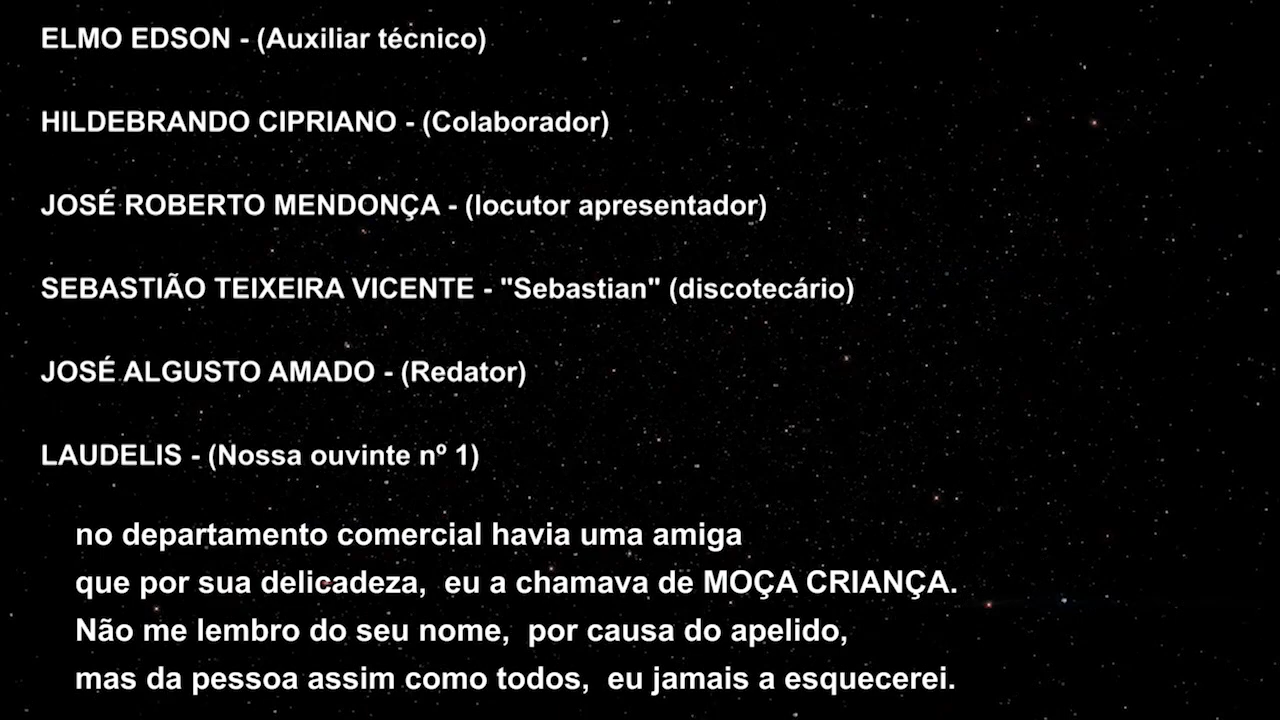 ELMO EDSON - (Auxiliar técnico)
HILDEBRANDO CIPRIANO - (Colaborador)
JOSÉ ROBERTO MENDONÇA - (locutor apresentador)
SEBASTIÃO TEIXEIRA VICENTE - "Sebastian" (discotecário)
JOSÉ ALGUSTO AMADO - (Redator)
LAUDELIS - (Nossa ouvinte nº 1)
no departamento comercial havia uma amiga
que por sua delicadeza,  eu a chamava de MOÇA CRIANÇA.
Não me lembro do seu nome,  por causa do apelido,
mas da pessoa assim como todos,  eu jamais a esquecerei.